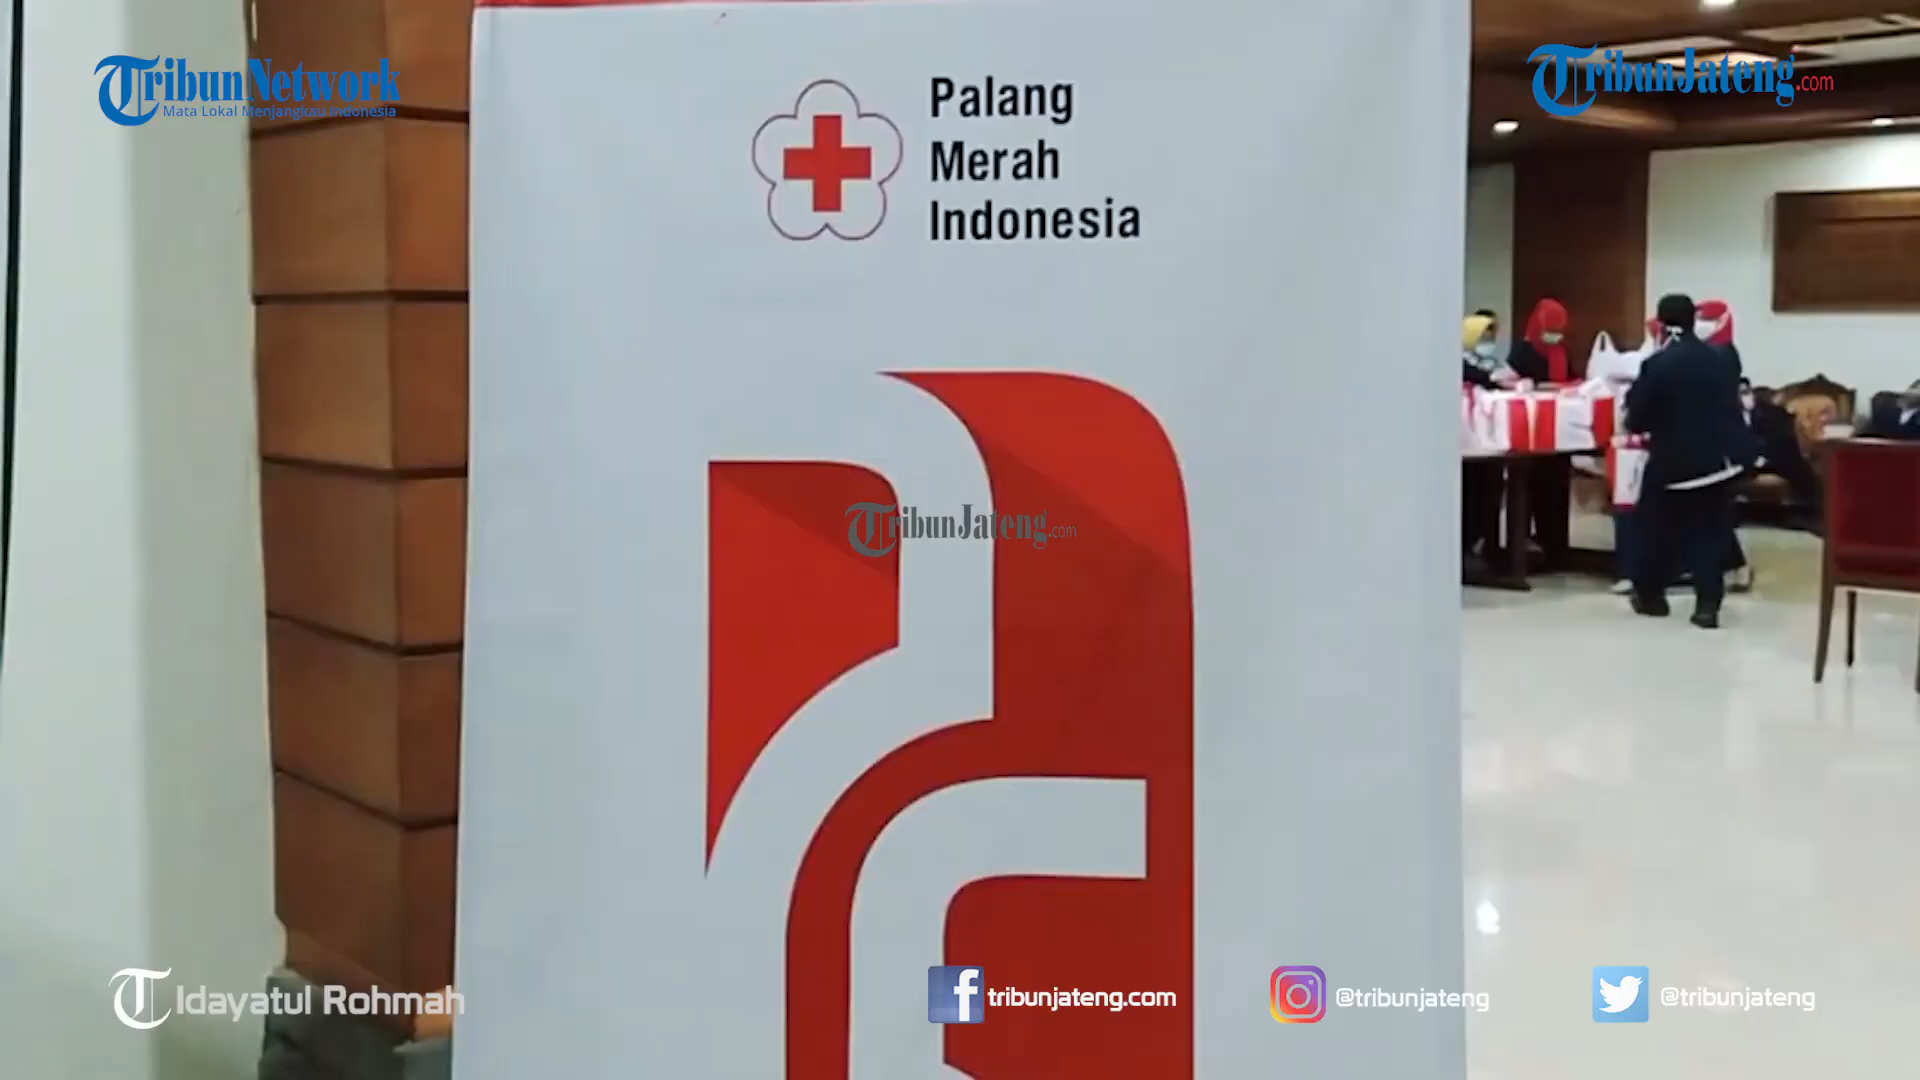 TribunNetwork
Mata Lokal Menjangkau Indonesia
TribunJateng.com
Palang
Merah
Indonesia
TribunJateng.com
Idayatul Rohmah
tribunjateng.com
@tribunjateng
@tribunjateng